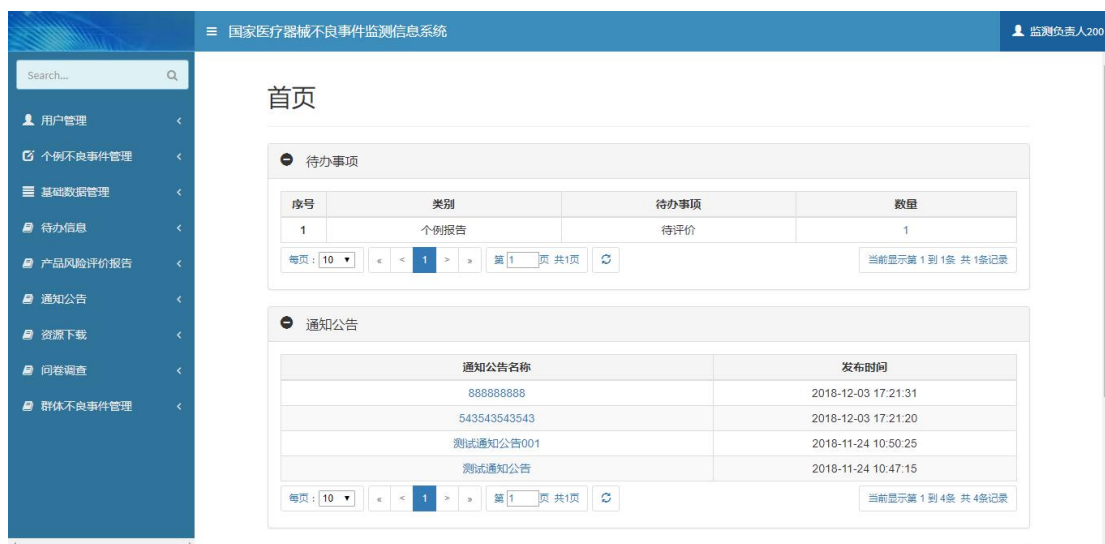 国家医疗器械不良事件监测信息系统
监测负责人200
Search...
用户管理
个例不良事件管理
基础数据管理
待办信息
产品风险评价报告
通知公告
资源下载
问卷调查
群体不良事件管理
首页
待办事项
序号 类别 待办事项 数量
1 个例报告 待评价 1
每页: 10 « < 1 > » 第 1 页 共1页 当前显示第 1 到 1条 共 1条记录
通知公告
通知公告名称 发布时间
888888888 2018-12-03 17:21:31
543543543543 2018-12-03 17:21:20
测试通知公告001 2018-11-24 10:50:25
测试通知公告 2018-11-24 10:47:15
每页: 10 « < 1 > » 第 1 页 共1页 当前显示第 1 到 4条 共 4条记录